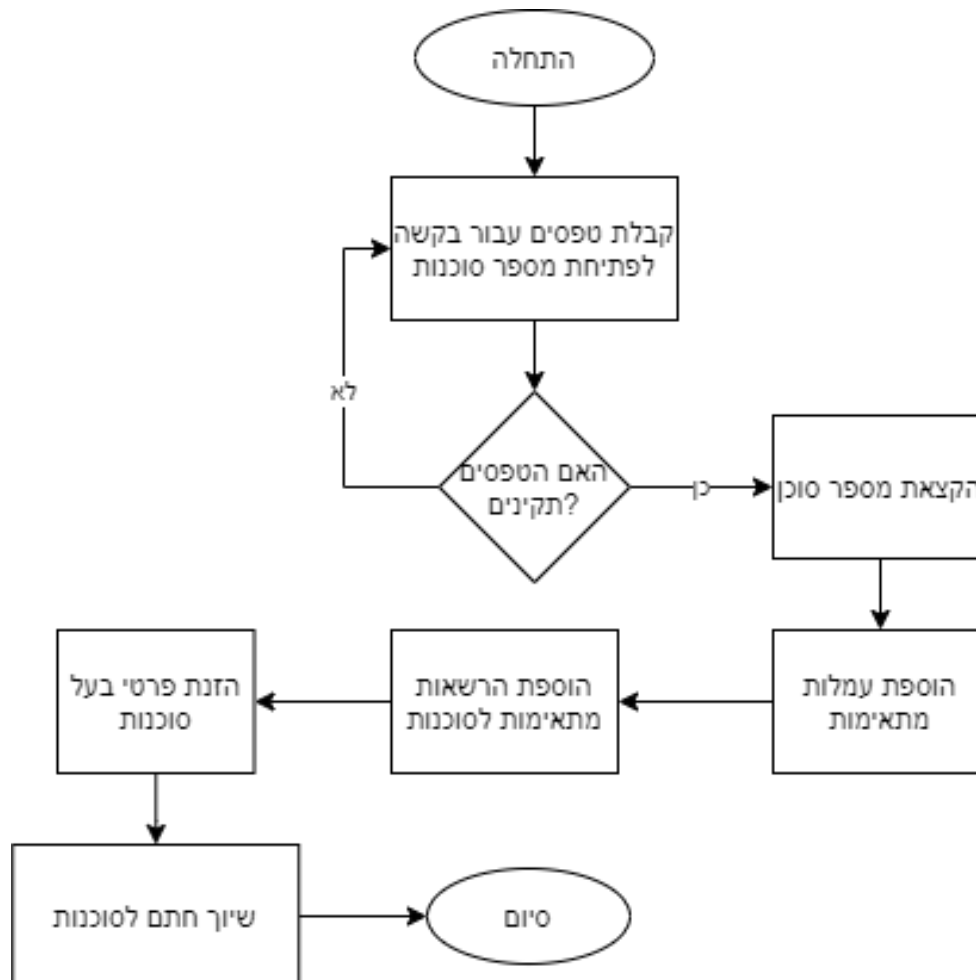 התחלה
קבלת טפסים עבור בקשה
לפתיחת מספר סוכנות
לא
האם הטפסים
תקינים?
כן
הקצאת מספר סוכן
הוספת עמלות
מתאימות
הוספת הרשאות
מתאימות לסוכנות
הזנת פרטי בעל
סוכנות
שיוך חתם לסוכנות
סיום